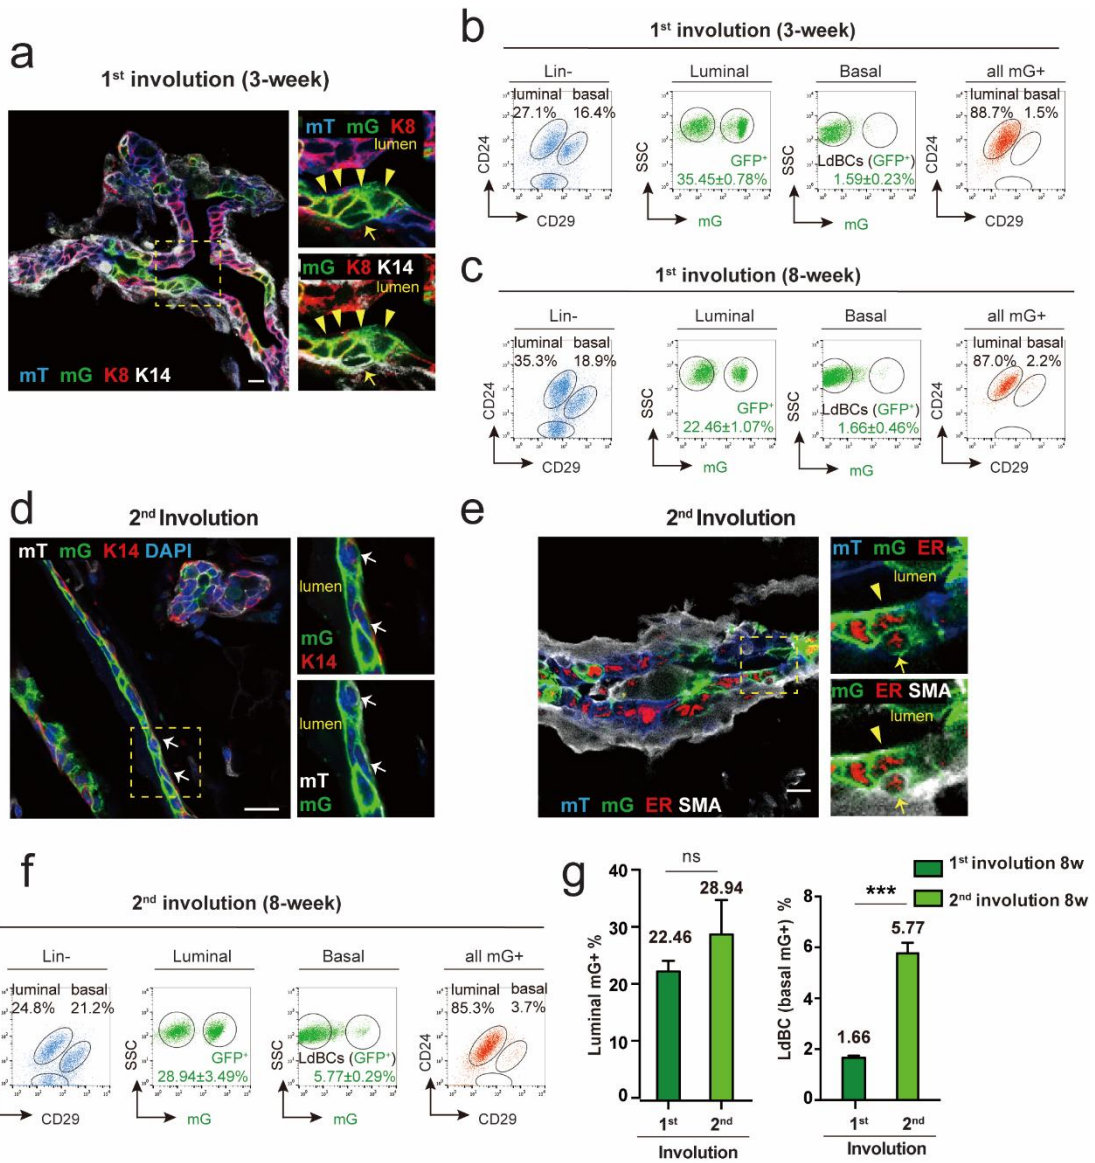 a
1st involution (3-week)
mT mG K8
lumen
mG K8 K14
lumen
mT mG K8 K14
b
1st involution (3-week)
Lin-
Luminal
Basal
all mG+
luminal basal
27.1% 16.4%
CD24
CD29
SSC
GFP+
35.45±0.78%
mG
SSC
LdBCs (GFP+)
1.59±0.23%
mG
luminal basal
88.7% 1.5%
CD24
CD29
c
1st involution (8-week)
Lin-
Luminal
Basal
all mG+
luminal basal
35.3% 18.9%
CD24
CD29
SSC
GFP+
22.46±1.07%
mG
SSC
LdBCs (GFP+)
1.66±0.46%
mG
luminal basal
87.0% 2.2%
CD24
CD29
d
2nd Involution
mT mG K14 DAPI
lumen
mG
K14
lumen
mT
mG
e
2nd Involution
mT mG ER
lumen
mG ER SMA
lumen
mT mG ER SMA
f
2nd involution (8-week)
Lin-
Luminal
Basal
all mG+
luminal basal
24.8% 21.2%
CD29
SSC
GFP+
28.94±3.49%
mG
SSC
LdBCs (GFP+)
5.77±0.29%
mG
luminal basal
85.3% 3.7%
CD24
CD29
g
Luminal mG+ %
40
30
20
10
0
ns
22.46
28.94
1st 2nd
Involution
LdBC (basal mG+) %
8
6
4
2
0
***
1.66
5.77
1st 2nd
Involution
1st involution 8w
2nd involution 8w